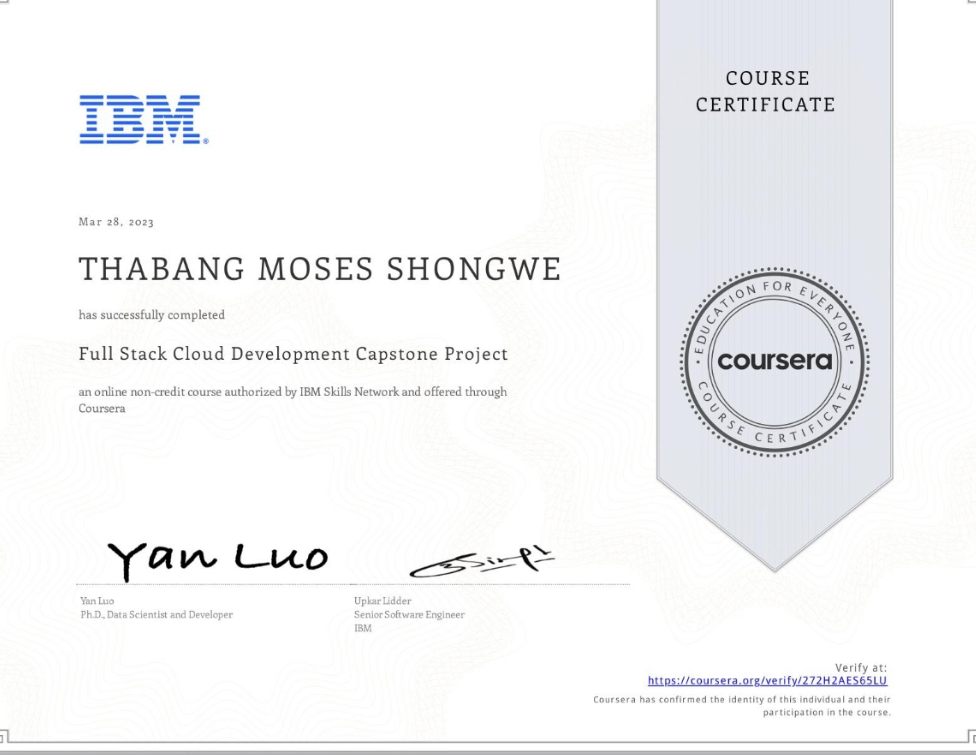 IBM®
COURSE
CERTIFICATE
Mar 28, 2023
THABANG MOSES SHONGWE
has successfully completed
Full Stack Cloud Development Capstone Project
an online non-credit course authorized by IBM Skills Network and offered through
Coursera
EDUCATION FOR EVERYONE
coursera
COURSE CERTIFICATE
Yan Luo
Yan Luo
Ph.D., Data Scientist and Developer
Upkar Lidder
Senior Software Engineer
IBM
Verify at:
https://coursera.org/verify/272H2AES65LU
Coursera has confirmed the identity of this individual and their
participation in the course.